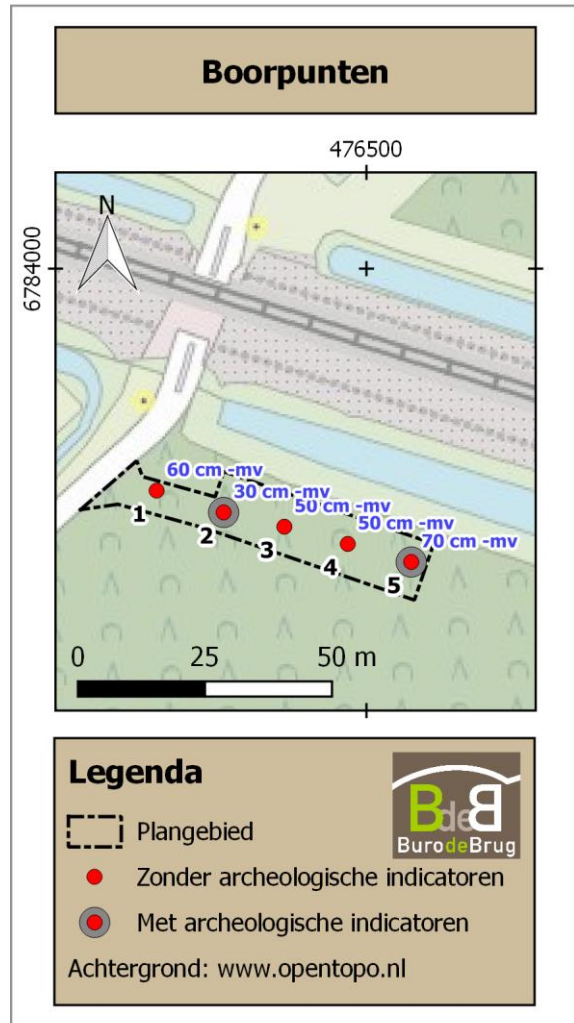 Boorpunten
476500
6784000
N
60 cm -mv
30 cm -mv
50 cm -mv
50 cm -mv
70 cm -mv
1
2
3
4
5
0 25 50 m
Legenda
BdeB
BurodeBrug
Plangebied
Zonder archeologische indicatoren
Met archeologische indicatoren
Achtergrond: www.opentopo.nl